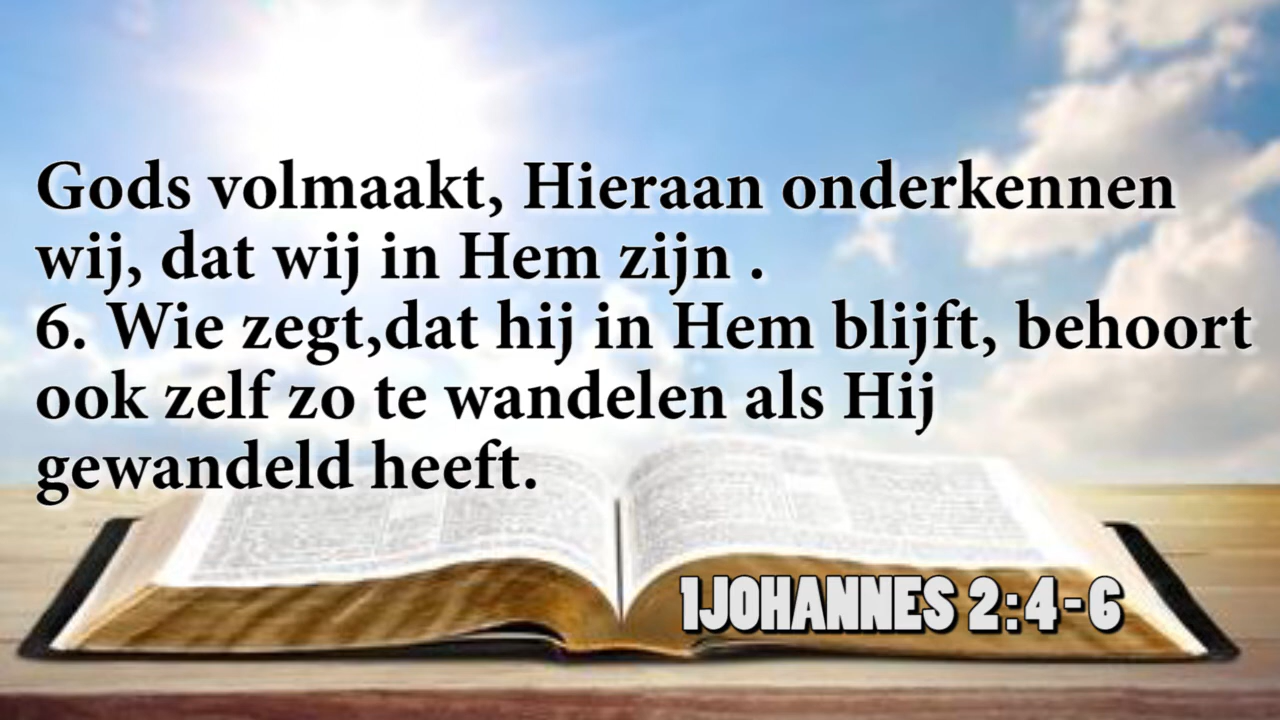 Gods volmaakt, Hieraan onderkennen
wij, dat wij in Hem zijn .
6. Wie zegt,dat hij in Hem blijft, behoort
ook zelf zo te wandelen als Hij
gewandeld heeft.
1JOHANNES 2:4-6